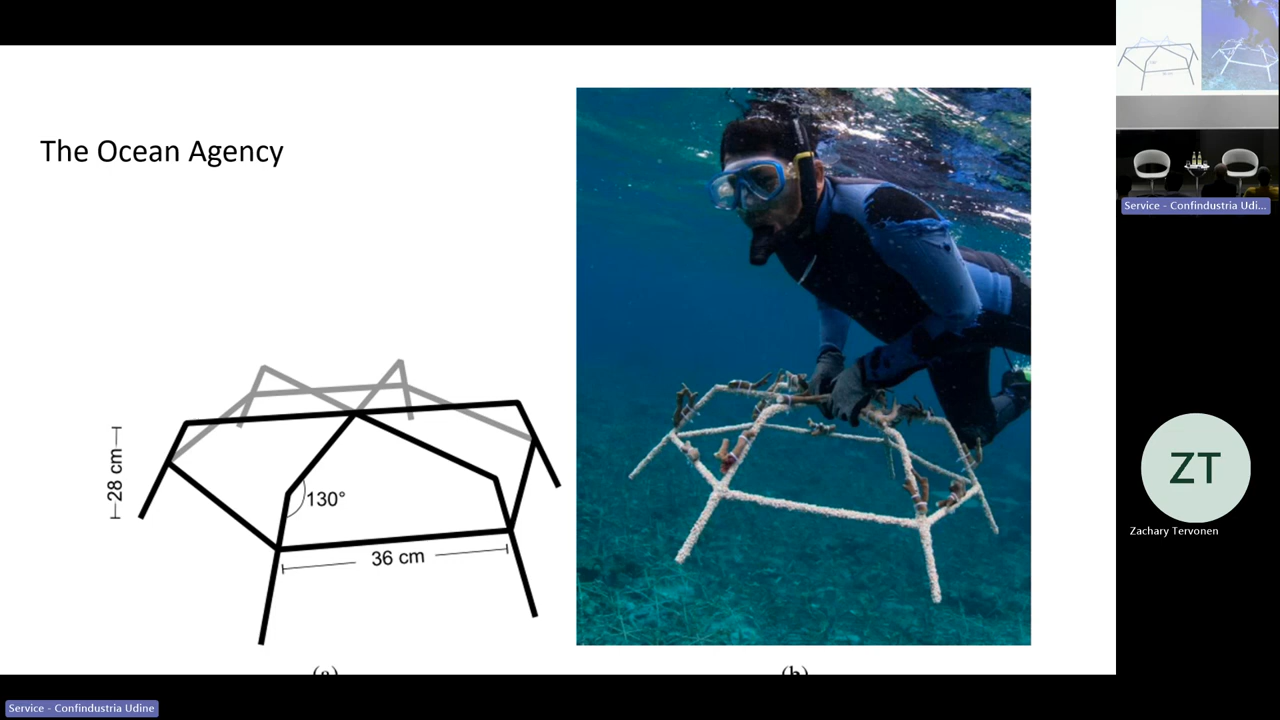 The Ocean Agency
28 cm
130°
36 cm
(a)
(b)
Service - Confindustria Udi...
ZT
Zachary Tervonen
Service - Confindustria Udine